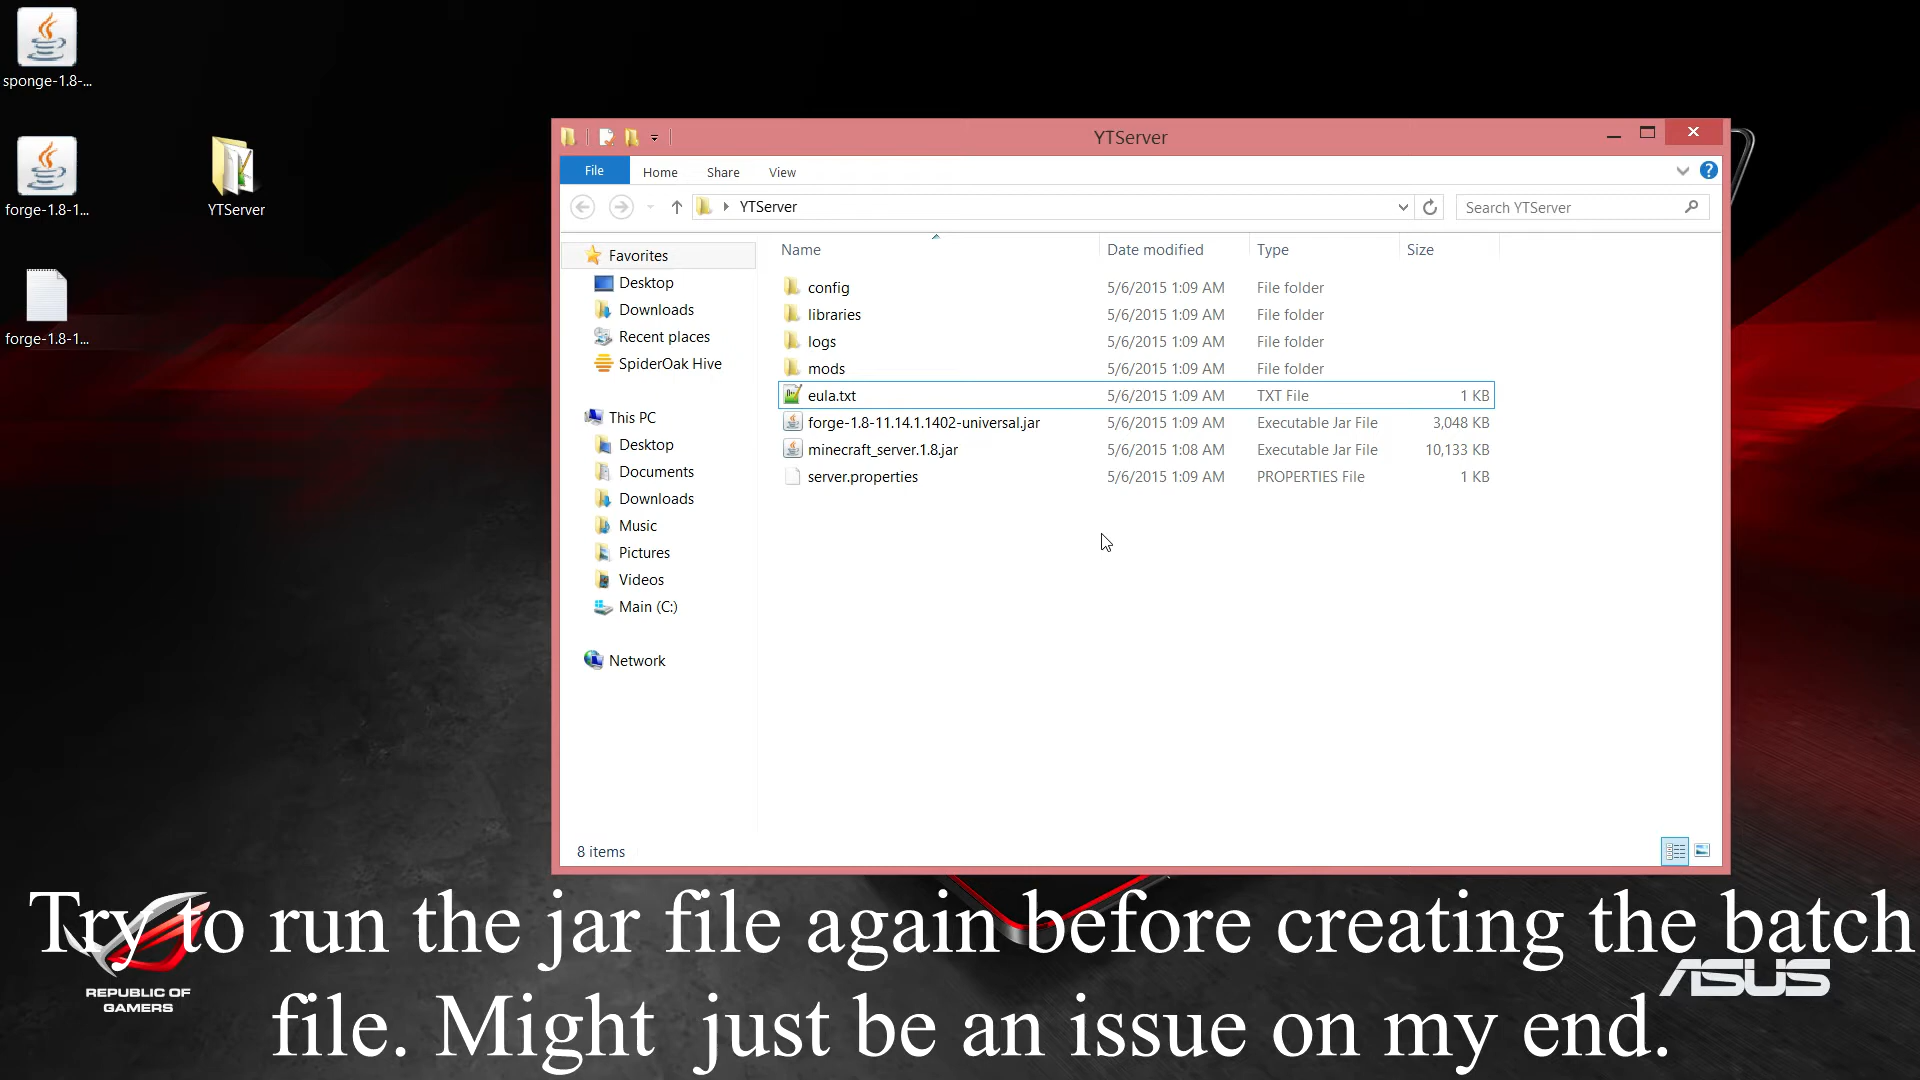 sponge-1.8-...
forge-1.8-1...
YTServer
forge-1.8-1...
YTServer
File Home Share View
YTServer
Search YTServer
Name Date modified Type Size
Favorites
Desktop
Downloads
Recent places
SpiderOak Hive
This PC
Desktop
Documents
Downloads
Music
Pictures
Videos
Main (C:)
Network
config 5/6/2015 1:09 AM File folder
libraries 5/6/2015 1:09 AM File folder
logs 5/6/2015 1:09 AM File folder
mods 5/6/2015 1:09 AM File folder
eula.txt 5/6/2015 1:09 AM TXT File 1 KB
forge-1.8-11.14.1.1402-universal.jar 5/6/2015 1:09 AM Executable Jar File 3,048 KB
minecraft_server.1.8.jar 5/6/2015 1:08 AM Executable Jar File 10,133 KB
server.properties 5/6/2015 1:09 AM PROPERTIES File 1 KB
8 items
Try to run the jar file again before creating the batch
file. Might just be an issue on my end.
REPUBLIC OF
GAMERS
ASUS